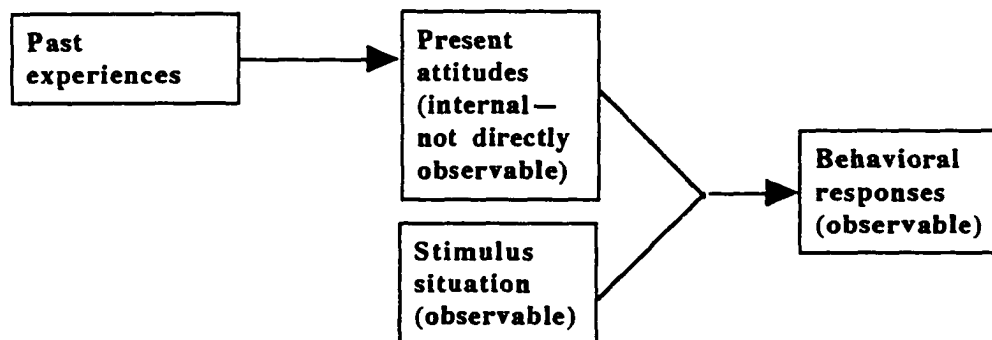 Past
experiences
Present
attitudes
(internal—
not directly
observable)
Stimulus
situation
(observable)
Behavioral
responses
(observable)